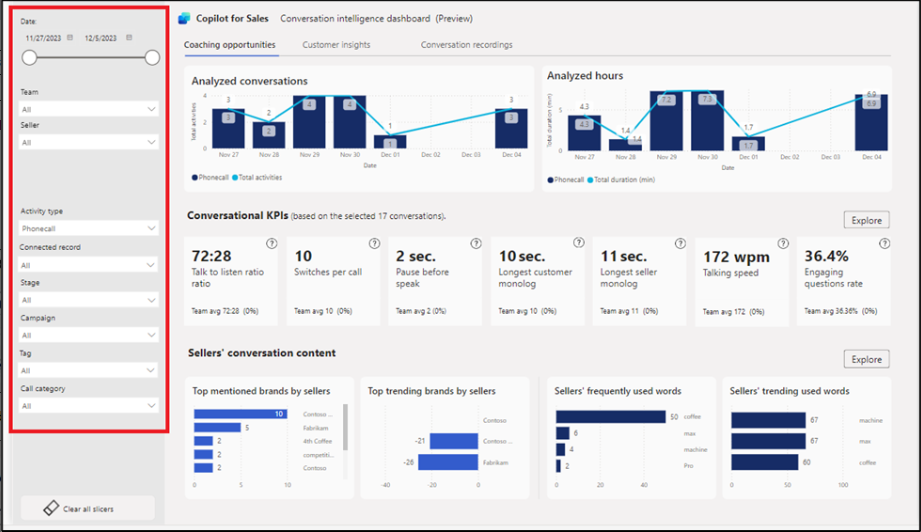 Date:
11/27/2023 12/5/2023
Team
All
Seller
All
Activity type
Phonecall
Connected record
All
Stage
All
Campaign
All
Tag
All
Call category
All
Clear all slicers
Copilot for Sales Conversation intelligence dashboard (Preview)
Coaching opportunities Customer insights Conversation recordings
Analyzed conversations
Total activities
4
2
0
3 2 1 3
3 2 4 4 1 3
Nov 27 Nov 28 Nov 29 Nov 30 Dec 01 Dec 02 Dec 03 Dec 04
Date
Phonecall Total activities
Analyzed hours
Total duration (min)
5
0
4.3 1.4 1.7 6.9
4.3 1.4 7.2 7.3 1.7 6.9
Nov 27 Nov 28 Nov 29 Nov 30 Dec 01 Dec 02 Dec 03 Dec 04
Date
Phonecall Total duration (min)
Conversational KPIs (based on the selected 17 conversations).
Explore
72:28
Talk to listen ratio
ratio
Team avg 72:28 (0%)
10
Switches per call
Team avg 10 (0%)
2 sec.
Pause before
speak
Team avg 2 (0%)
10 sec.
Longest customer
monolog
Team avg 10 (0%)
11 sec.
Longest seller
monolog
Team avg 11 (0%)
172 wpm
Talking speed
Team avg 172 (0%)
36.4%
Engaging
questions rate
Team avg 36.36% (0%)
Sellers' conversation content
Explore
Top mentioned brands by sellers
10 Contoso ...
5 Fabrikam
2 4th Coffee
2 competiti...
2 Contoso
0 5 10
Top trending brands by sellers
Contoso
-21 Contoso ...
-26 Fabrikam
-40 -20 0
Sellers' frequently used words
50 coffee
6 max
4 machine
2 Pro
0 20 40
Sellers' trending used words
67 machine
67 max
60 coffee
0 50 100